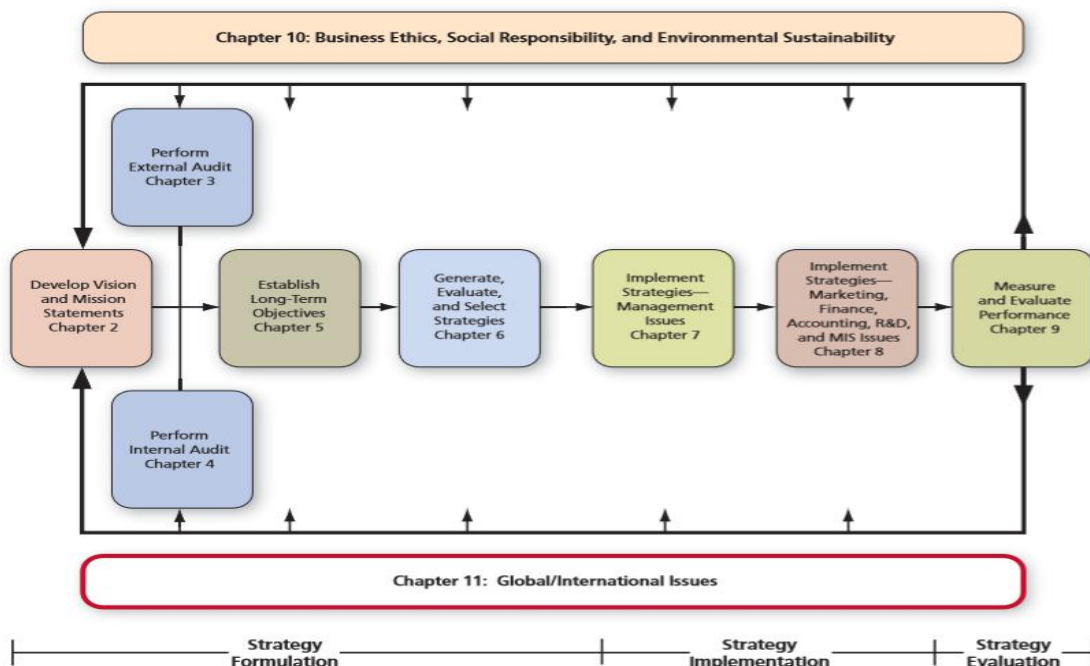 Chapter 10: Business Ethics, Social Responsibility, and Environmental Sustainability
Perform
External Audit
Chapter 3
Develop Vision
and Mission
Statements
Chapter 2
Establish
Long-Term
Objectives
Chapter 5
Generate,
Evaluate,
and Select
Strategies
Chapter 6
Implement
Strategies—
Management
Issues
Chapter 7
Implement
Strategies—
Marketing,
Finance,
Accounting, R&D,
and MIS Issues
Chapter 8
Measure
and Evaluate
Performance
Chapter 9
Perform
Internal Audit
Chapter 4
Chapter 11: Global/International Issues
Strategy
Formulation
Strategy
Implementation
Strategy
Evaluation